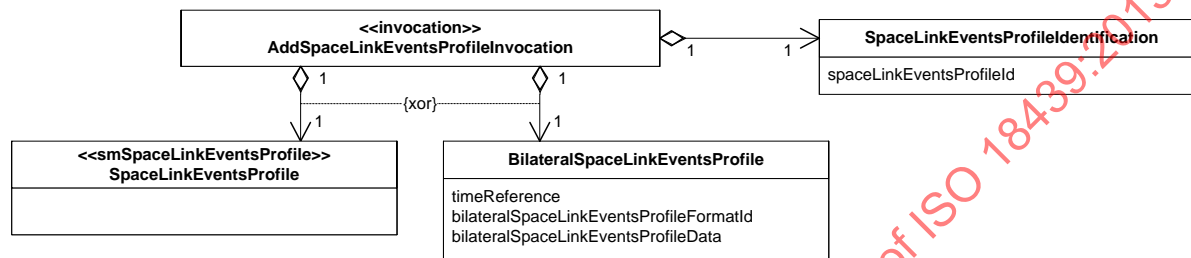 <<invocation>>
AddSpaceLinkEventsProfileInvocation
1
1
SpaceLinkEventsProfileIdentification
spaceLinkEventsProfileId
1
1
{xor}
1
1
<<smSpaceLinkEventsProfile>>
SpaceLinkEventsProfile
BilateralSpaceLinkEventsProfile
timeReference
bilateralSpaceLinkEventsProfileFormatId
bilateralSpaceLinkEventsProfileData
of ISO 18439:2013